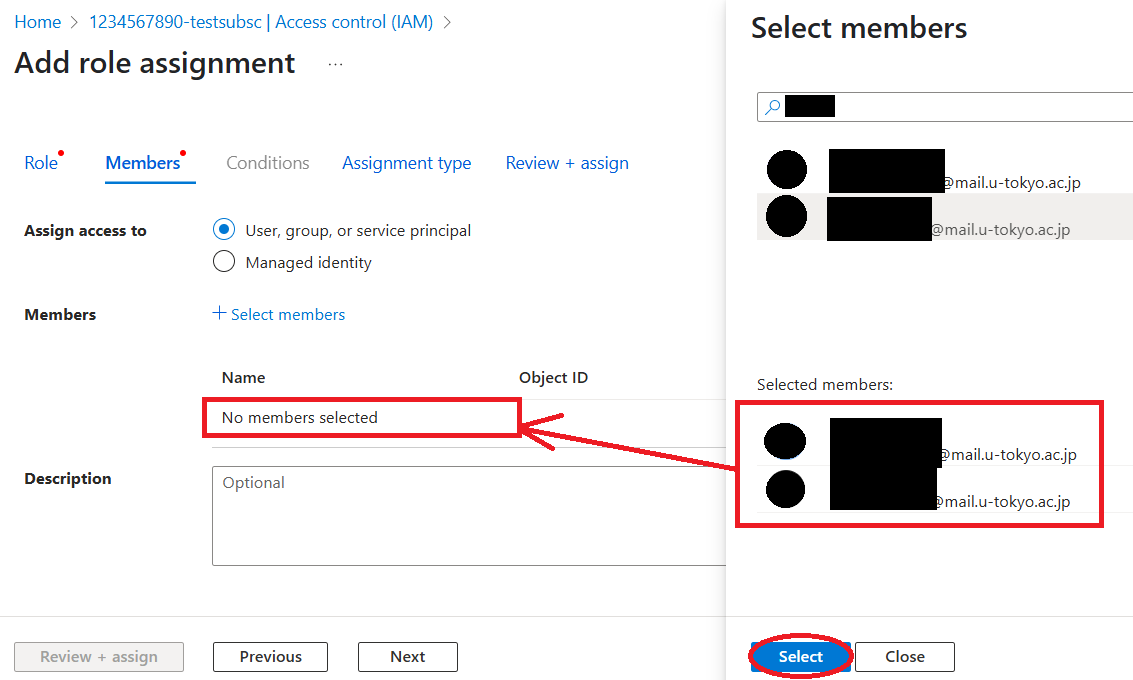 Home > 1234567890-testsubsc | Access control (IAM) >
Add role assignment ...
Role Members Conditions Assignment type Review + assign
Assign access to
User, group, or service principal
Managed identity
Members
+ Select members
Name Object ID
No members selected
Description
Optional
Review + assign Previous Next
Select members
@mail.u-tokyo.ac.jp
@mail.u-tokyo.ac.jp
Selected members:
@mail.u-tokyo.ac.jp
@mail.u-tokyo.ac.jp
Select Close